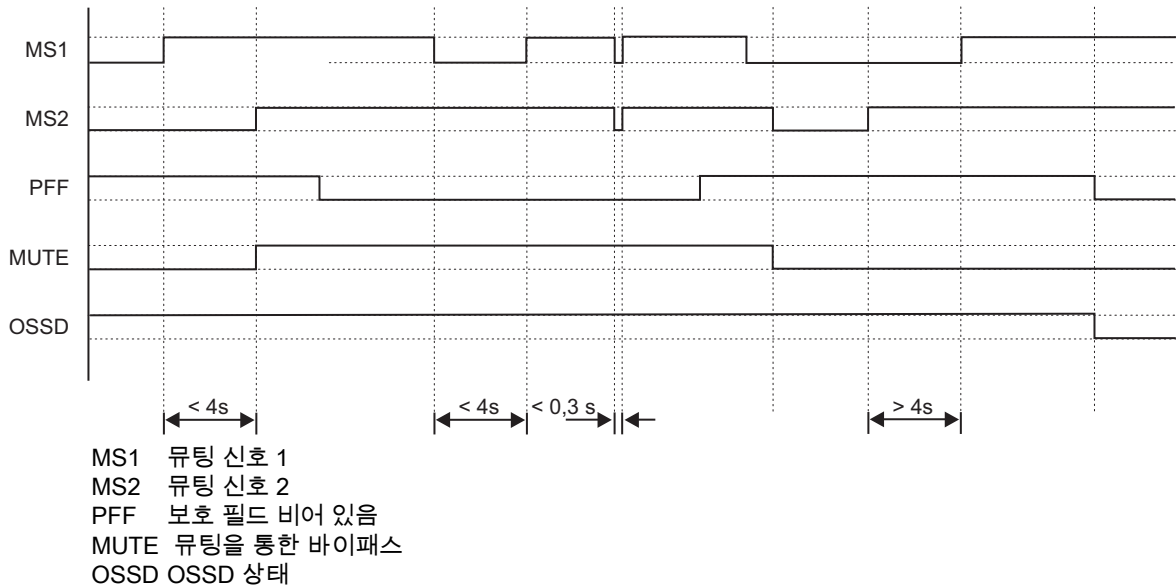 MS1
MS2
PFF
MUTE
OSSD
< 4s
< 4s
< 0,3 s
> 4s
MS1 뮤팅 신호 1
MS2 뮤팅 신호 2
PFF 보호 필드 비어 있음
MUTE 뮤팅을 통한 바이패스
OSSD OSSD 상태